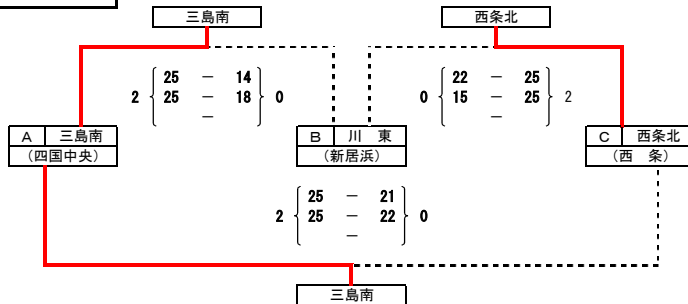 三島南 西条北
25 － 14 22 － 25
2 25 － 18 0 0 15 － 25 2
－ －
A 三島南 B 川 東 C 西条北
(四国中央) (新居浜) (西 条)
25 － 21
2 25 － 22 0
－
三島南